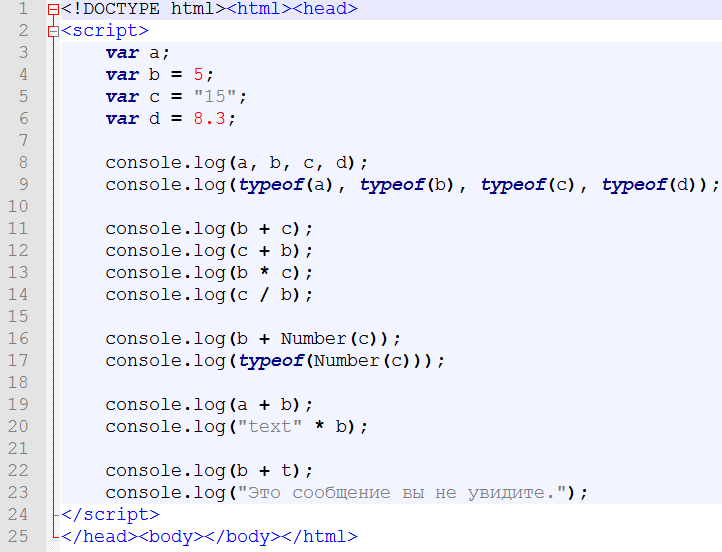 1 <!DOCTYPE html><html><head>
2 <script>
3     var a;
4     var b = 5;
5     var c = "15";
6     var d = 8.3;
7
8     console.log(a, b, c, d);
9     console.log(typeof(a), typeof(b), typeof(c), typeof(d));
10
11     console.log(b + c);
12     console.log(c + b);
13     console.log(b * c);
14     console.log(c / b);
15
16     console.log(b + Number(c));
17     console.log(typeof(Number(c)));
18
19     console.log(a + b);
20     console.log("text" * b);
21
22     console.log(b + t);
23     console.log("Это сообщение вы не увидите.");
24 </script>
25 </head><body></body></html>